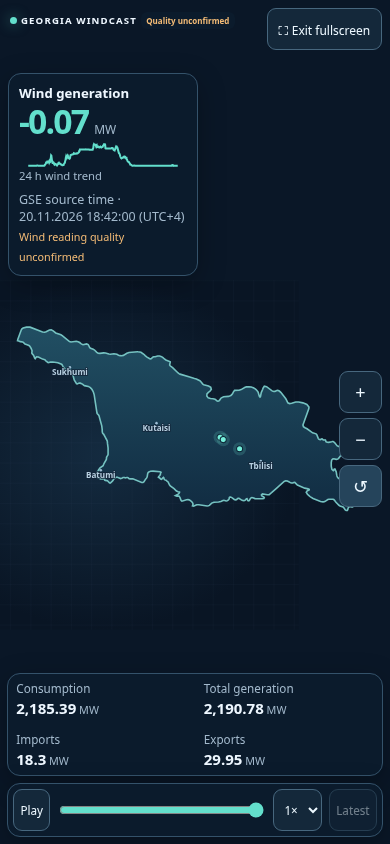 GEORGIA WINDCAST Quality unconfirmed
Exit fullscreen
Wind generation
-0.07 MW
24 h wind trend
GSE source time ·
20.11.2026 18:42:00 (UTC+4)
Wind reading quality
unconfirmed
Sukhumi
Kutaisi
Tbilisi
Batumi
+
−
↺
Consumption Total generation
2,185.39 MW 2,190.78 MW
Imports Exports
18.3 MW 29.95 MW
Play 1× Latest